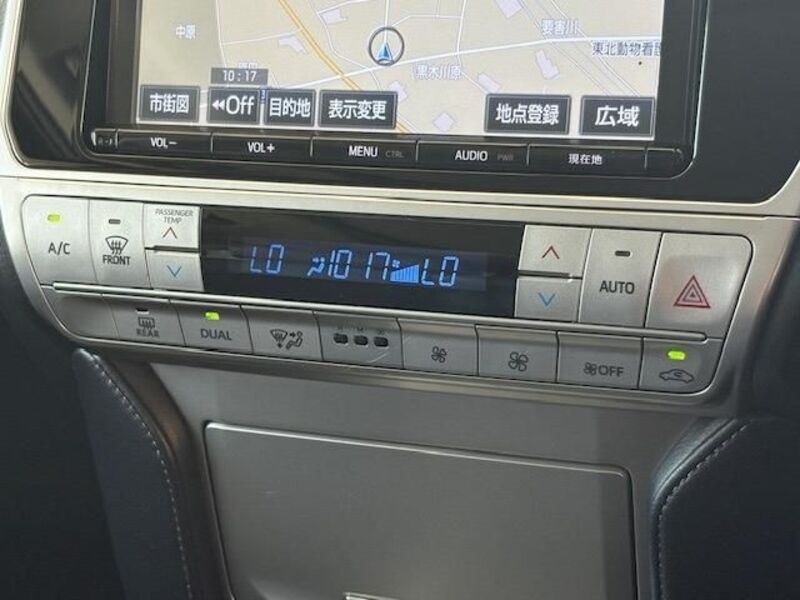 中原
要害川
東北動物看護
黒木川原
10:17
市街図
◀◀Off
目的地
表示変更
地点登録
広域
VOL−
VOL+
MENU CTRL
AUDIO PWR
現在地
PASSENGER
TEMP
A/C
FRONT
LO 10 17 LO
AUTO
REAR
DUAL
OFF